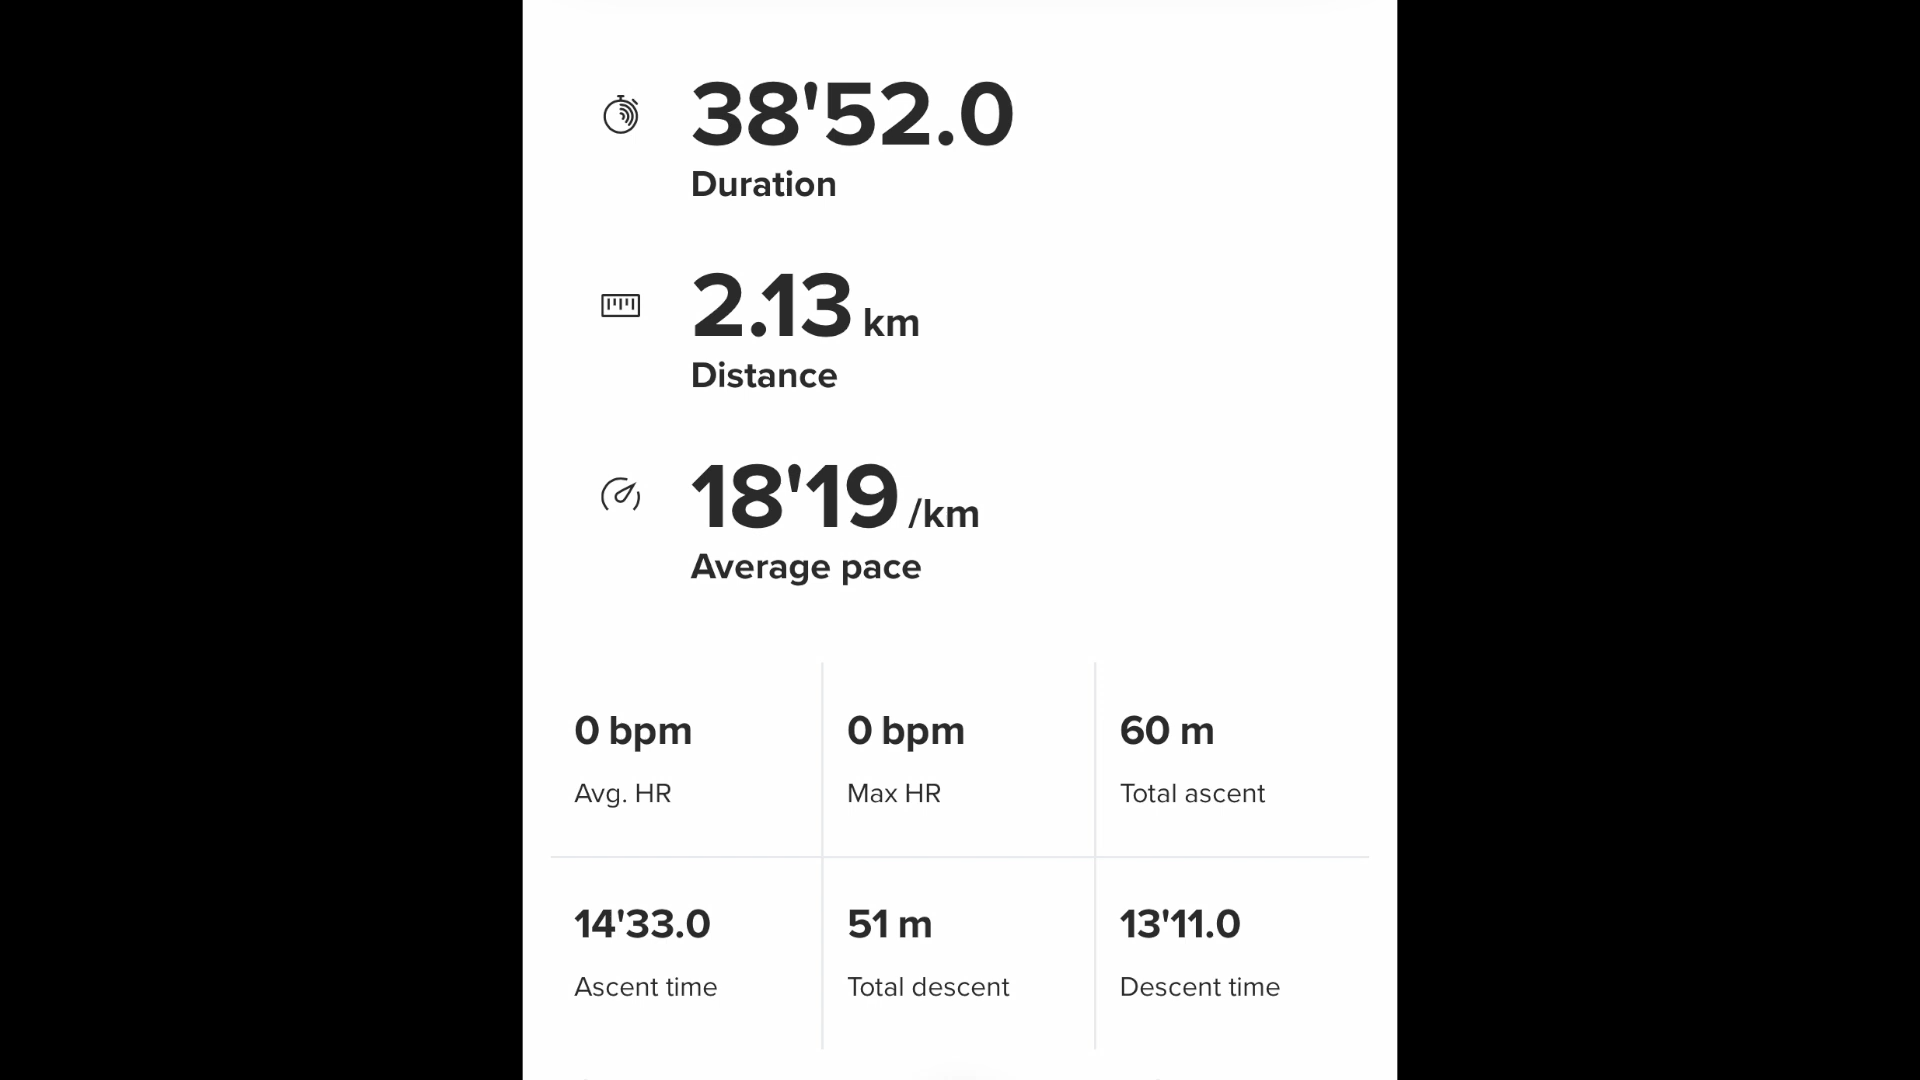 38'52.0
Duration
2.13 km
Distance
18'19 /km
Average pace
0 bpm
Avg. HR
0 bpm
Max HR
60 m
Total ascent
14'33.0
Ascent time
51 m
Total descent
13'11.0
Descent time